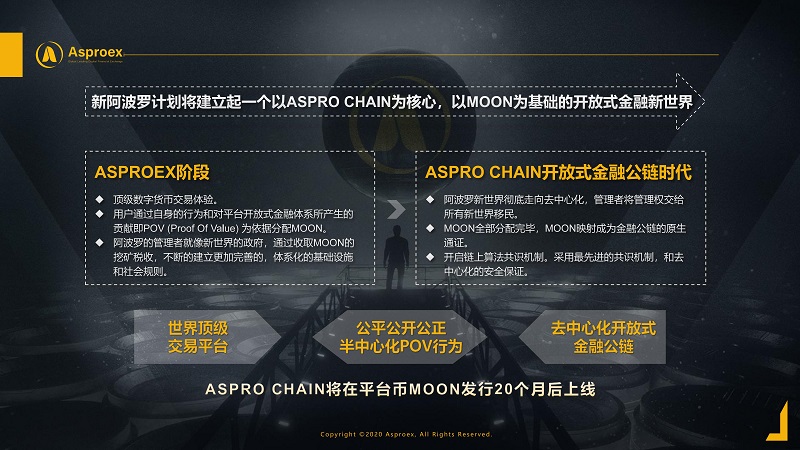 Asproex
新阿波罗计划将建立起一个以ASPRO CHAIN为核心，以MOON为基础的开放式金融新世界
ASPROEX阶段
◆ 顶级数字货币交易体验。
◆ 用户通过自身的行为和对平台开放式金融体系所产生的
贡献即POV (Proof Of Value) 为依据分配MOON。
◆ 阿波罗的管理者就像新世界的政府，通过收取MOON的
挖矿税收，不断的建立更加完善的，体系化的基础设施
和社会规则。
ASPRO CHAIN开放式金融公链时代
◆ 阿波罗新世界彻底走向去中心化，管理者将管理权交给
所有新世界移民。
◆ MOON全部分配完毕，MOON映射成为金融公链的原生
通证。
◆ 开启链上算法共识机制。采用最先进的共识机制，和去
中心化的安全保证。
世界顶级
交易平台
公平公开公正
半中心化POV行为
去中心化开放式
金融公链
ASPRO CHAIN将在平台币MOON发行20个月后上线
Copyright ©2020 Asproex, All Rights Reserved.